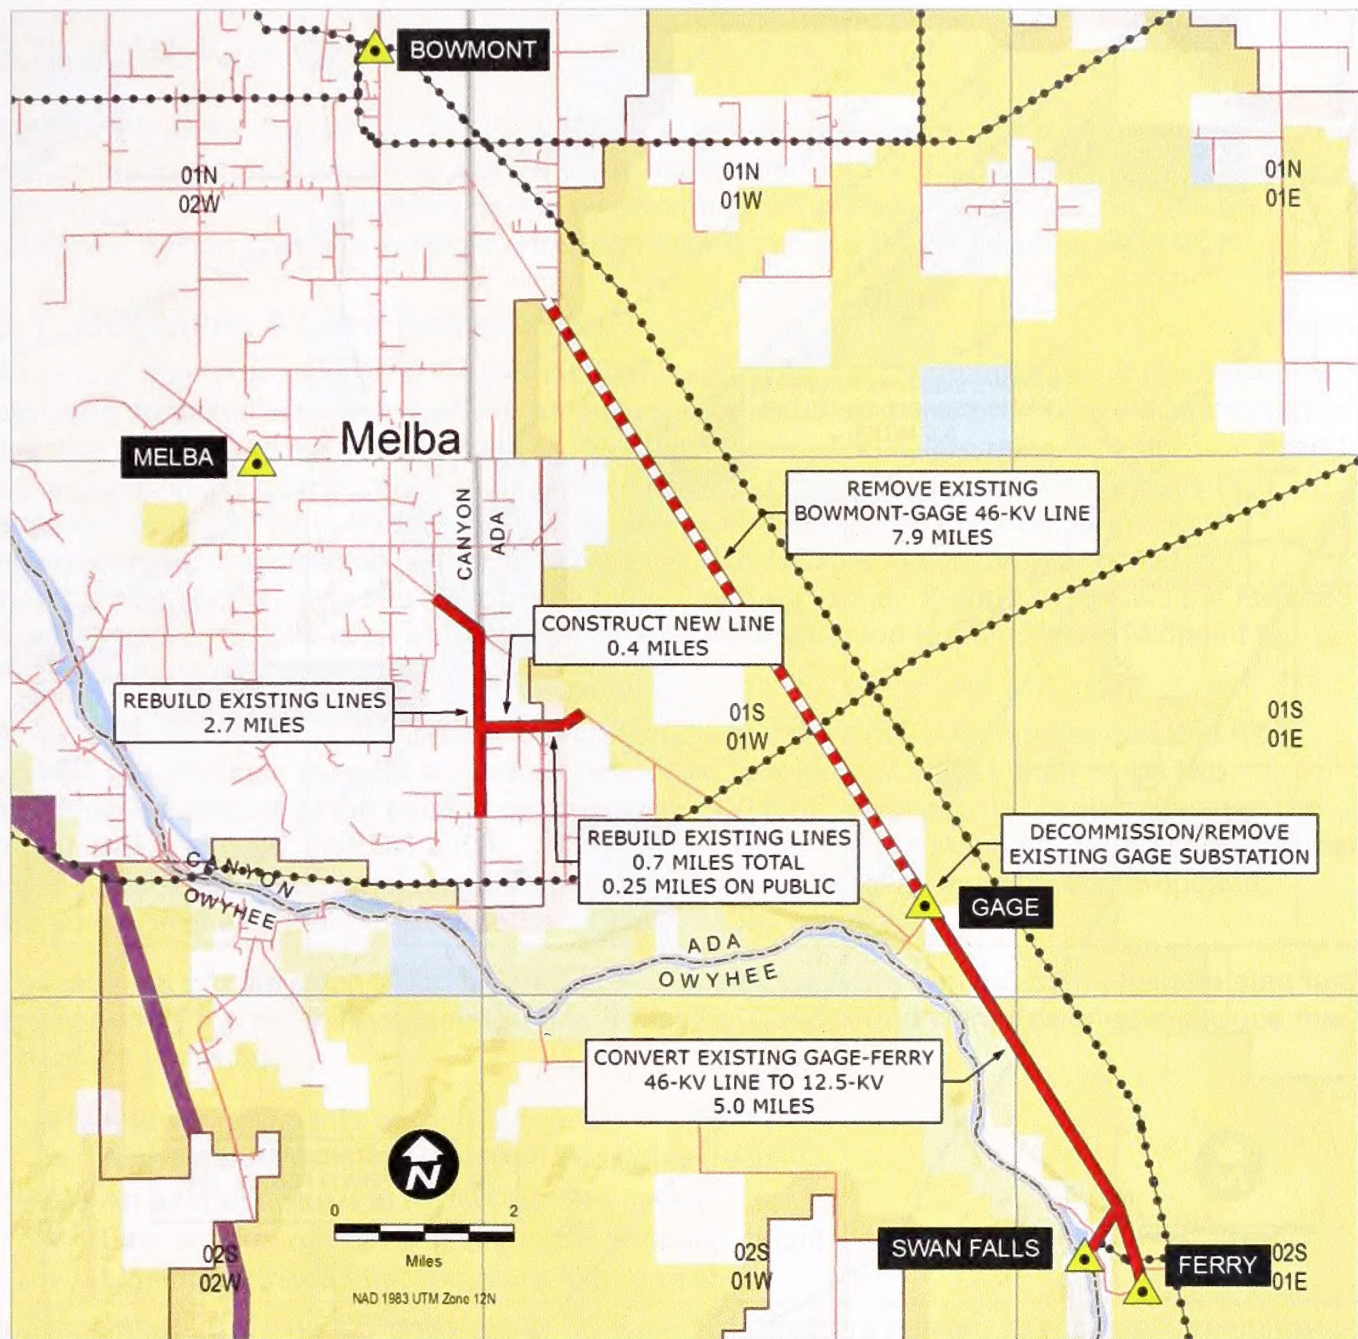 BOWMONT
01N
02W
01N
01W
01N
01E
Melba
MELBA
CANYON
ADA
REMOVE EXISTING
BOWMONT-GAGE 46-KV LINE
7.9 MILES
CONSTRUCT NEW LINE
0.4 MILES
REBUILD EXISTING LINES
2.7 MILES
01S
01W
01S
01E
REBUILD EXISTING LINES
0.7 MILES TOTAL
0.25 MILES ON PUBLIC
DECOMMISSION/REMOVE
EXISTING GAGE SUBSTATION
CANYON
OWYHEE
GAGE
ADA
OWYHEE
CONVERT EXISTING GAGE-FERRY
46-KV LINE TO 12.5-KV
5.0 MILES
N
0 2
Miles
NAD 1983 UTM Zone 12N
02S
02W
02S
01W
SWAN FALLS
FERRY
02S
01E